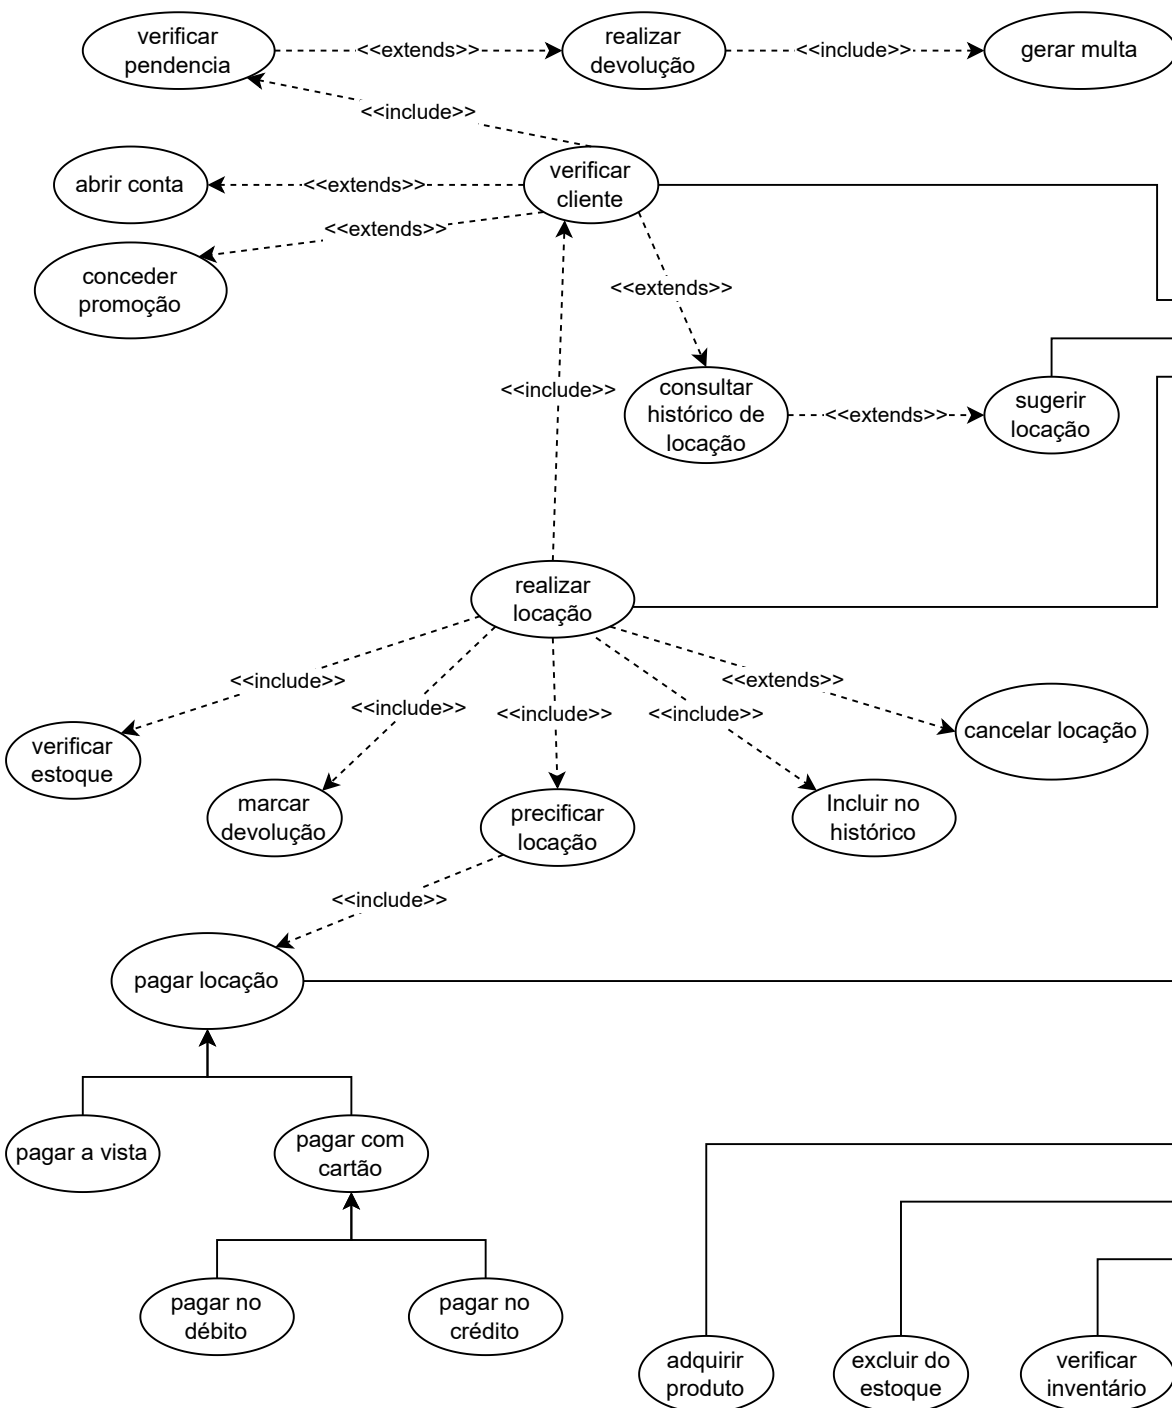 verificar
pendencia
<<extends>>
realizar
devolução
<<include>>
gerar multa
<<include>>
abrir conta
<<extends>>
verificar
cliente
<<extends>>
conceder
promoção
<<extends>>
<<include>>
consultar
histórico de
locação
<<extends>>
sugerir
locação
realizar
locação
<<include>>
<<include>>
<<include>>
<<include>>
<<extends>>
verificar
estoque
marcar
devolução
precificar
locação
Incluir no
histórico
cancelar locação
<<include>>
pagar locação
pagar a vista
pagar com
cartão
pagar no
débito
pagar no
crédito
adquirir
produto
excluir do
estoque
verificar
inventário